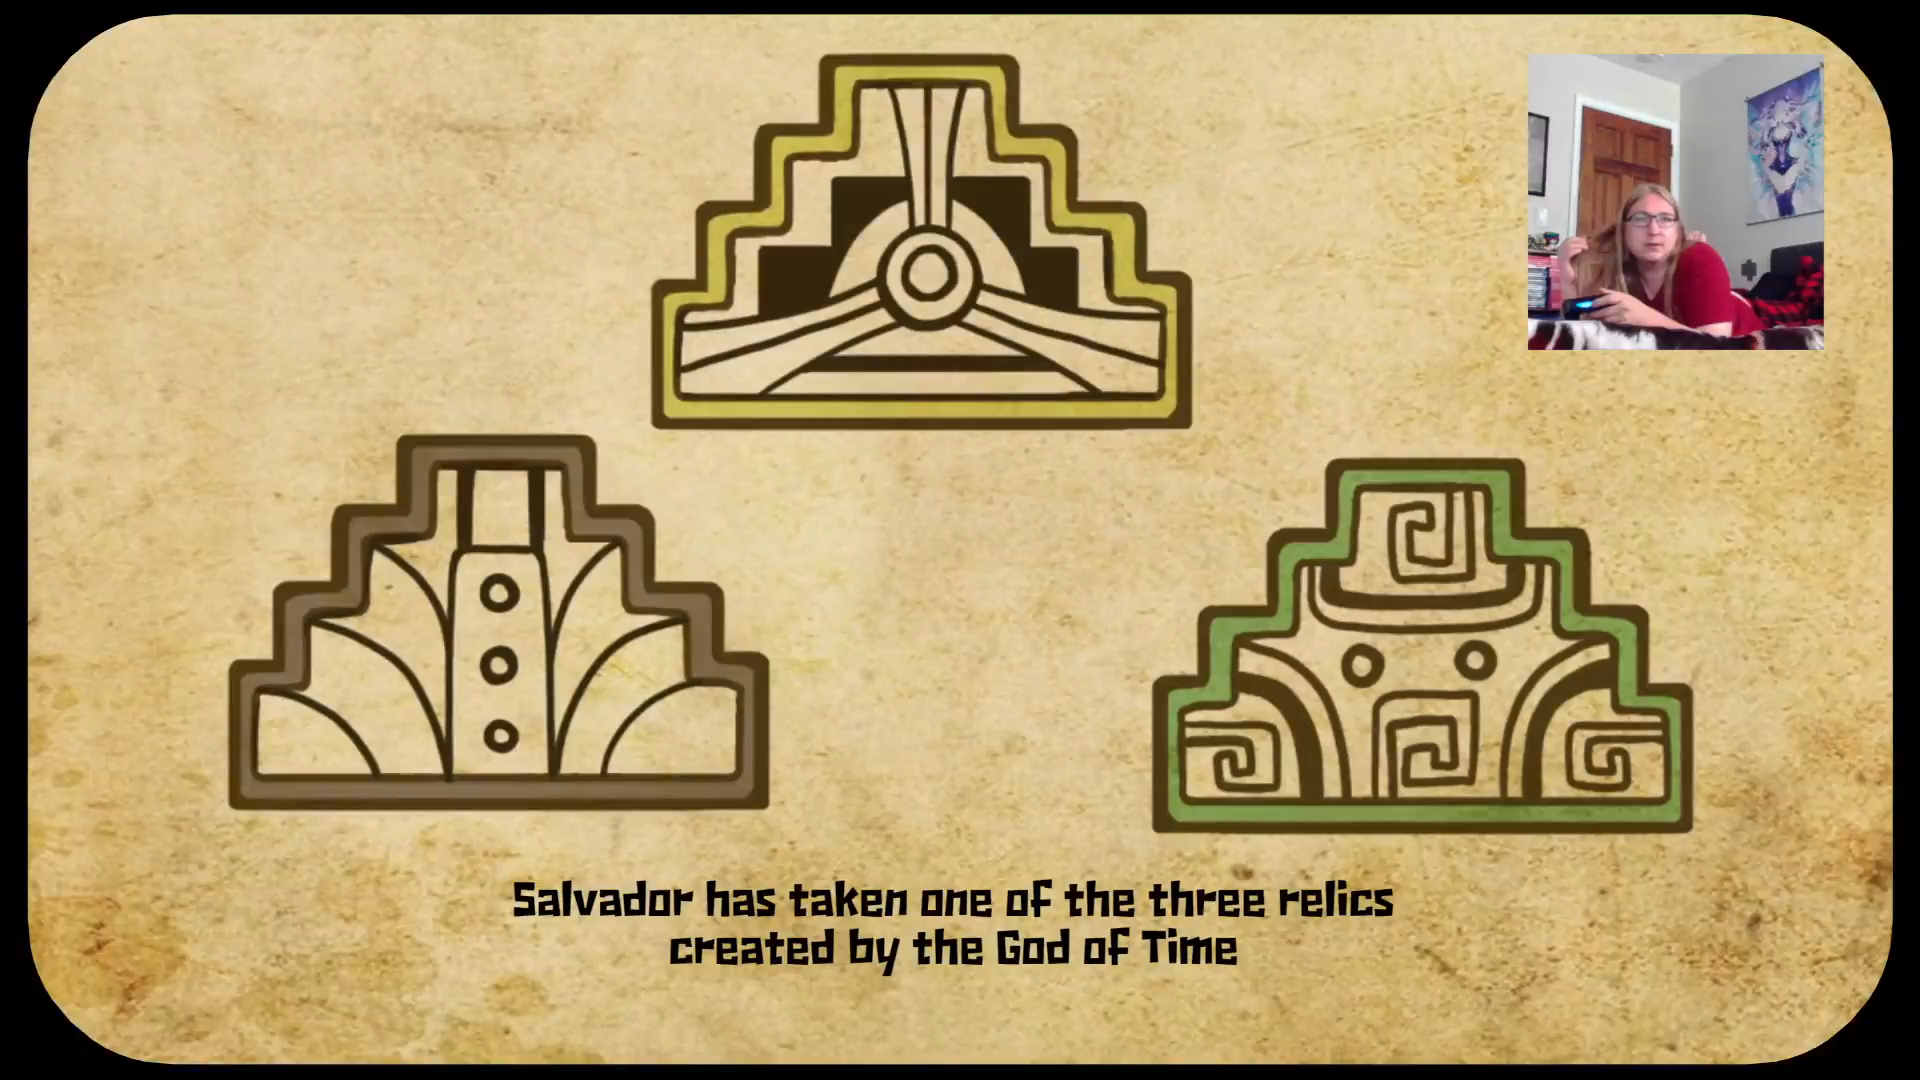 Salvador has taken one of the three relics
created by the God of Time